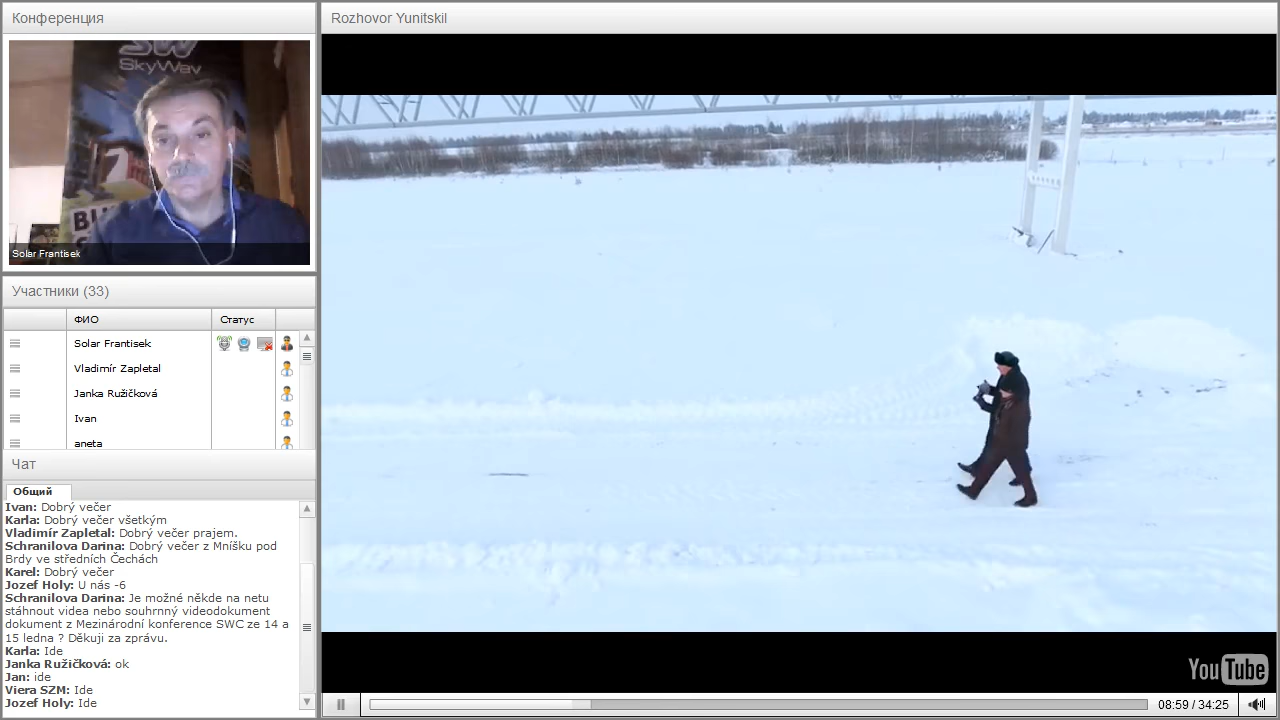 Конференция
SW
SkyWay
BU
Solar Frantisek
Участники (33)
ФИО Статус
Solar Frantisek
Vladimír Zapletal
Janka Ružičková
Ivan
aneta
Чат
Общий
Ivan: Dobrý večer
Karla: Dobrý večer všetkým
Vladimír Zapletal: Dobrý večer prajem.
Schranilova Darina: Dobrý večer z Mníšku pod
Brdy ve středních Čechách
Karel: Dobrý večer
Jozef Holy: U nás -6
Schranilova Darina: Je možné někde na netu
stáhnout videa nebo souhrnný videodokument
dokument z Mezinárodní konference SWC ze 14 a
15 ledna ? Děkuji za zprávu.
Karla: Ide
Janka Ružičková: ok
Jan: ide
Viera SZM: Ide
Jozef Holy: Ide
Rozhovor Yunitskil
YouTube
08:59 / 34:25